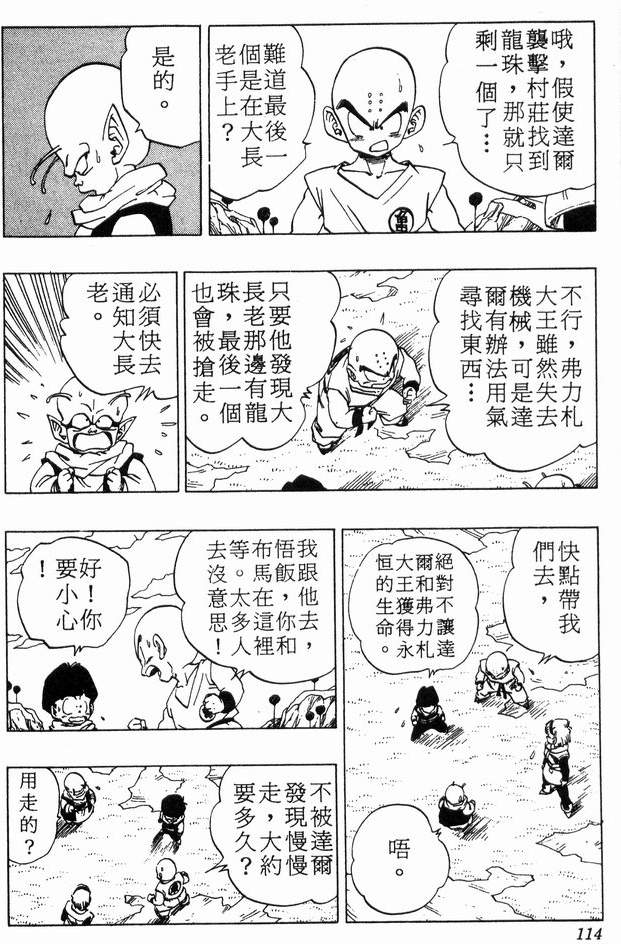 哦，假使達爾
襲擊村莊找到
龍珠，那就只
剩一個了…
難道最後一
個是在大長
老手上？
龜
是的。
不行，弗力札
大王雖然失去
機械，可是達
爾有辦法用氣
尋找東西…
只要他發現大
長老那邊有龍
珠，最後一個
也會被搶走。
必須快去
通知大長
老。
快點帶我
們去，
絕對不讓達
爾和弗力札
大王獲得永
恒的生命。
唔。
我跟他去，
悟飯，你和
布馬在這裡
等。太多人
去沒意思！
好！你
要小心
！
不被達爾
發現慢慢
走，大約
要多久？
用走的？
114